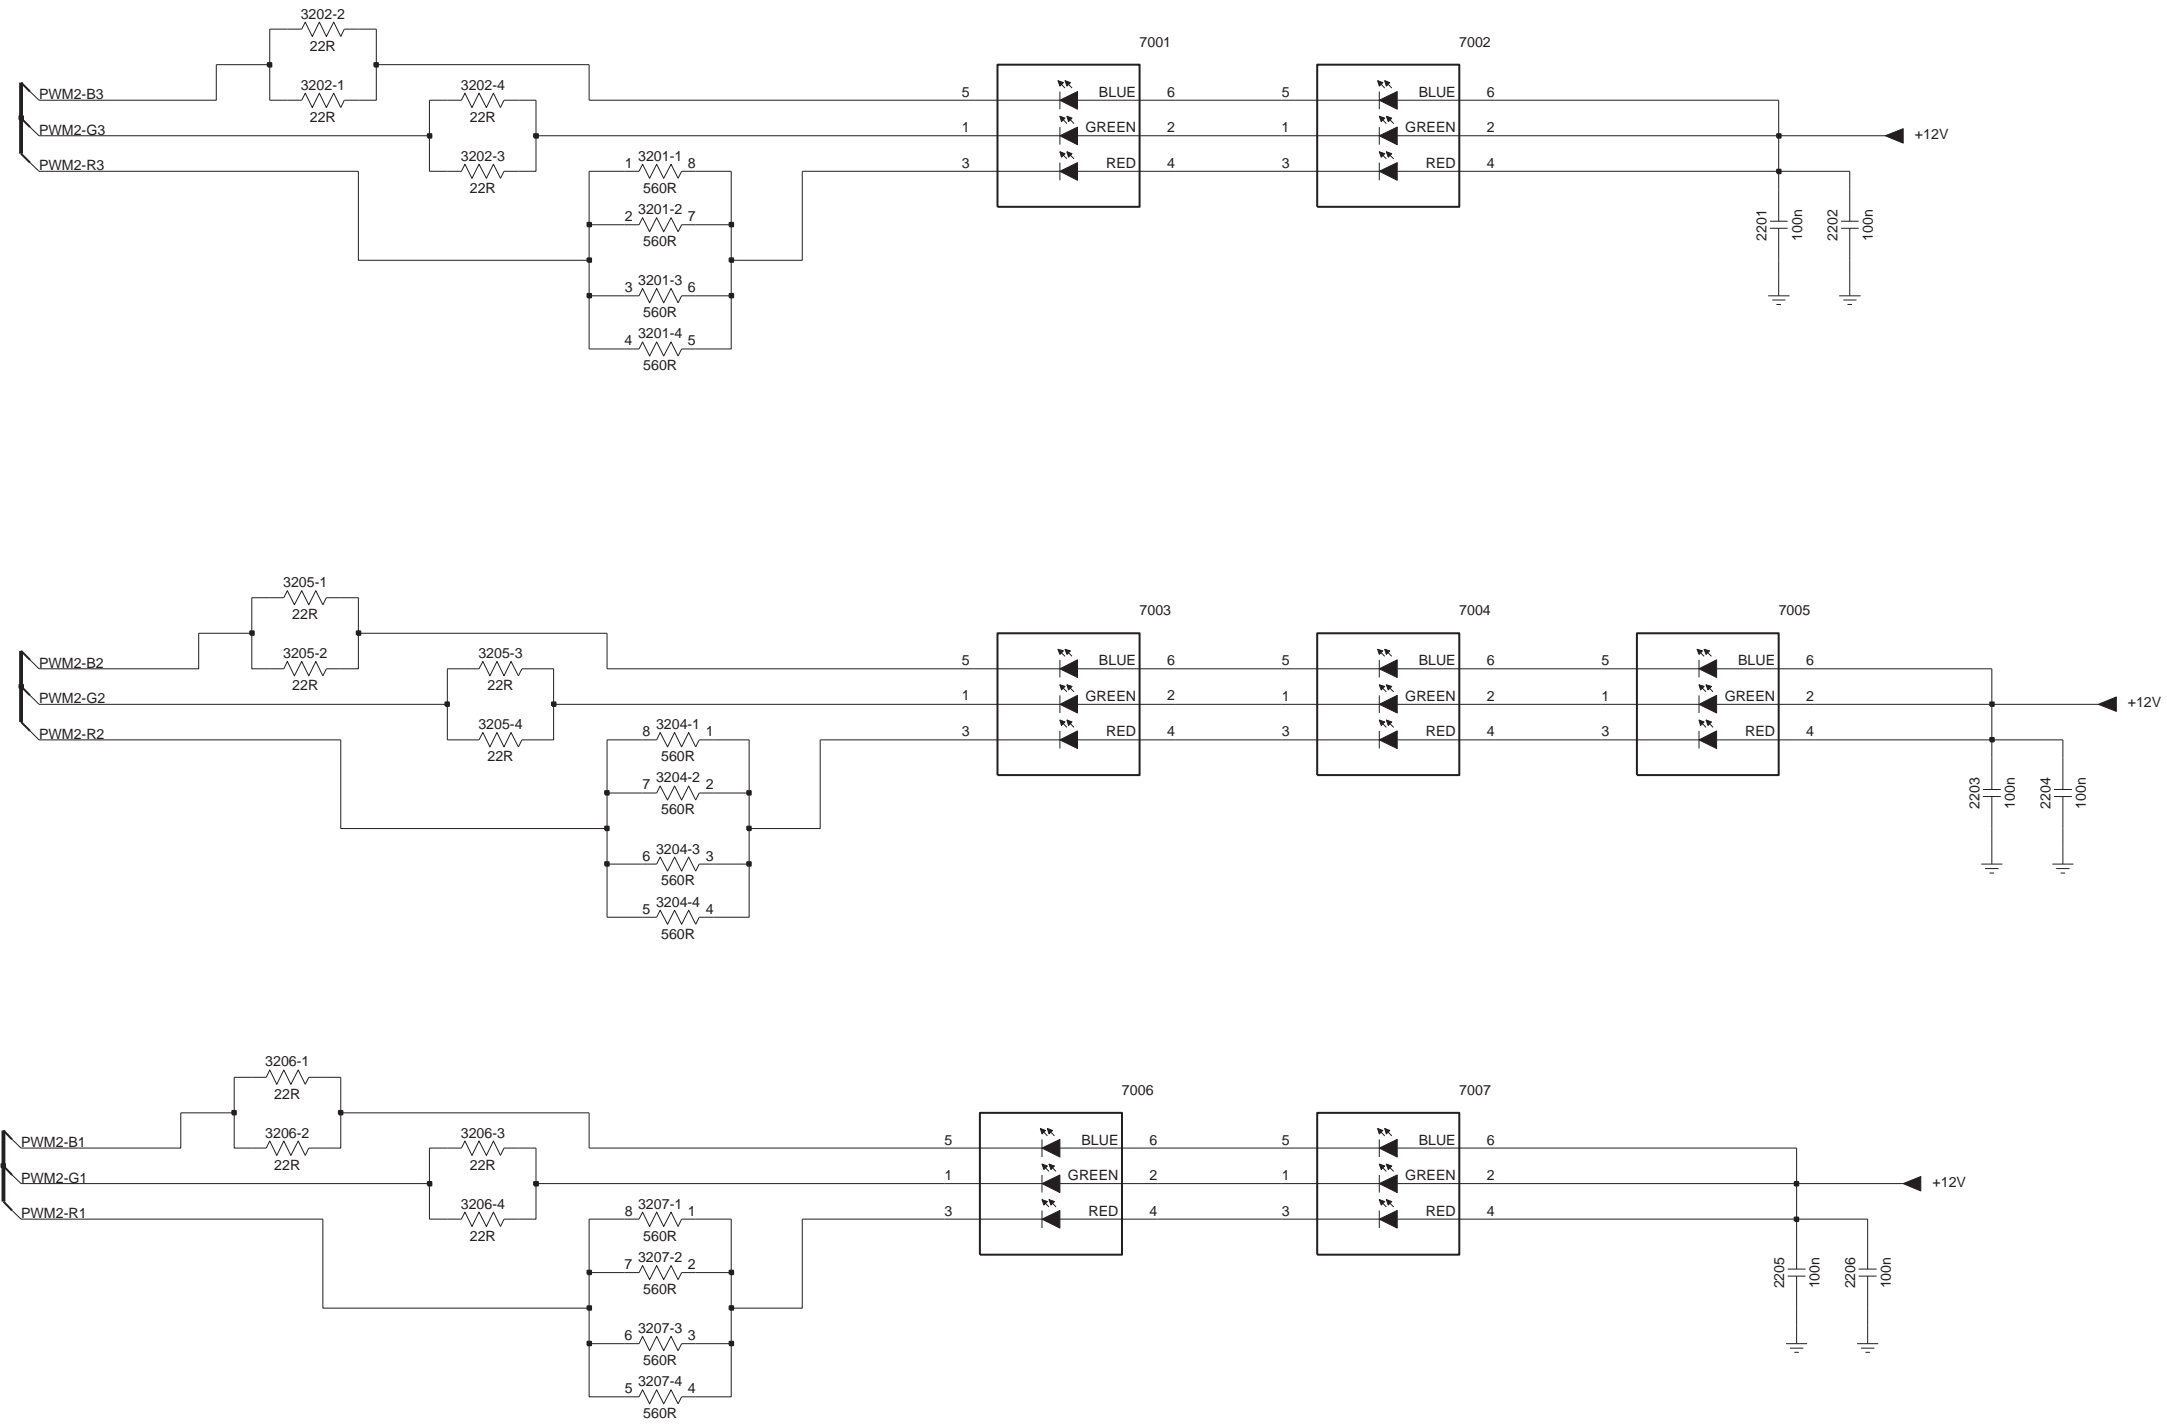 3202-2
22R
7001
7002
3202-1
22R
3202-4
22R
PWM2-B3
5
BLUE
6
5
BLUE
6
PWM2-G3
1
GREEN
2
1
GREEN
2
+12V
3202-3
22R
PWM2-R3
3
RED
4
3
RED
4
1
3201-1
8
560R
2
3201-2
7
560R
2201
100n
2202
100n
3
3201-3
6
560R
4
3201-4
5
560R
3205-1
22R
7003
7004
7005
3205-2
22R
3205-3
22R
PWM2-B2
5
BLUE
6
5
BLUE
6
5
BLUE
6
PWM2-G2
1
GREEN
2
1
GREEN
2
1
GREEN
2
+12V
3205-4
22R
PWM2-R2
3
RED
4
3
RED
4
3
RED
4
8
3204-1
1
560R
7
3204-2
2
560R
2203
100n
2204
100n
6
3204-3
3
560R
5
3204-4
4
560R
3206-1
22R
7006
7007
3206-2
22R
3206-3
22R
PWM2-B1
5
BLUE
6
5
BLUE
6
PWM2-G1
1
GREEN
2
1
GREEN
2
+12V
3206-4
22R
PWM2-R1
3
RED
4
3
RED
4
8
3207-1
1
560R
7
3207-2
2
560R
2205
100n
2206
100n
6
3207-3
3
560R
5
3207-4
4
560R